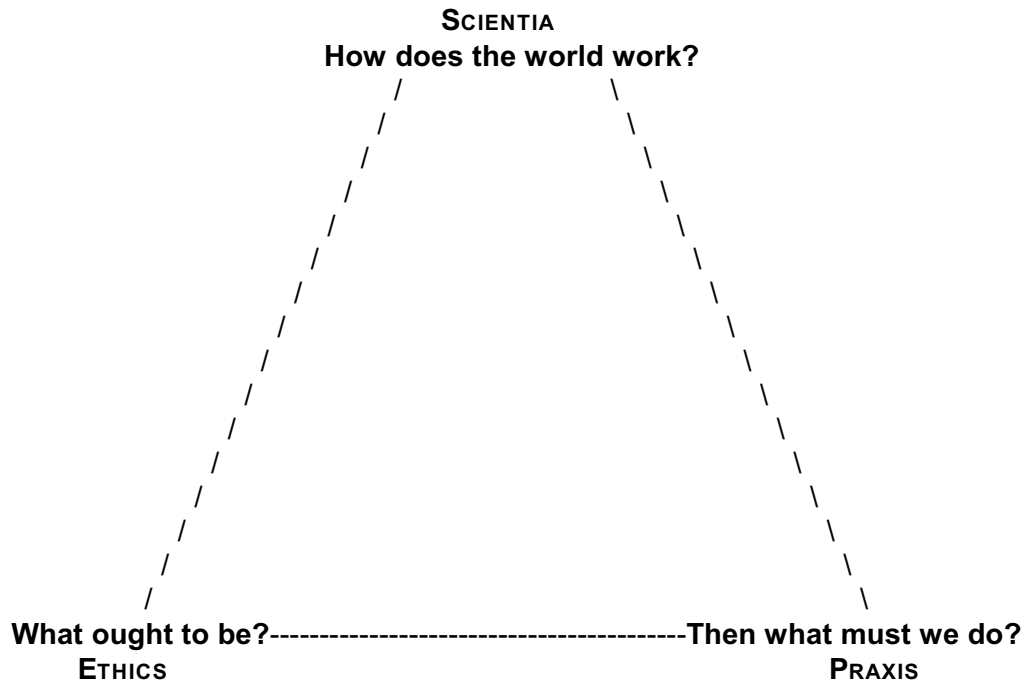 SCIENTIA
How does the world work?
What ought to be?------------------------------------------Then what must we do?
ETHICS PRAXIS